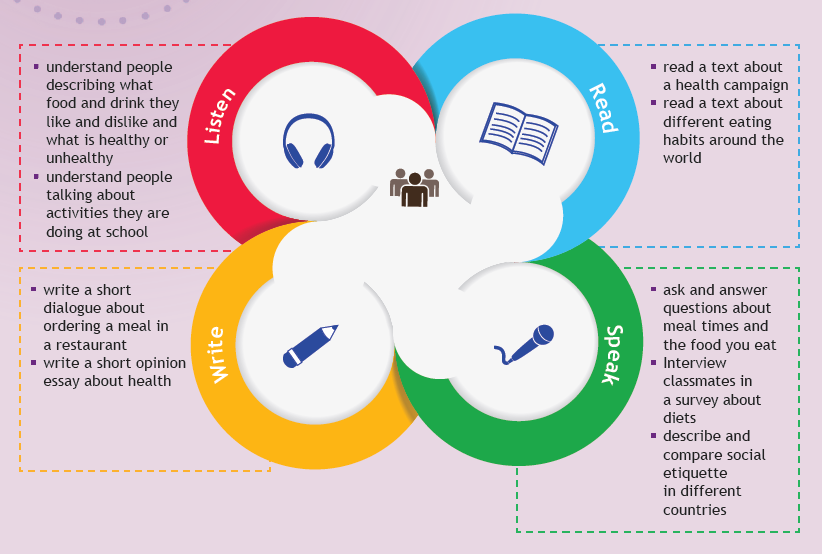 Listen
▪ understand people
describing what
food and drink they
like and dislike and
what is healthy or
unhealthy
▪ understand people
talking about
activities they are
doing at school
Read
▪ read a text about
a health campaign
▪ read a text about
different eating
habits around the
world
Write
▪ write a short
dialogue about
ordering a meal in
a restaurant
▪ write a short opinion
essay about health
Speak
▪ ask and answer
questions about
meal times and
the food you eat
▪ Interview
classmates in
a survey about
diets
▪ describe and
compare social
etiquette
in different
countries